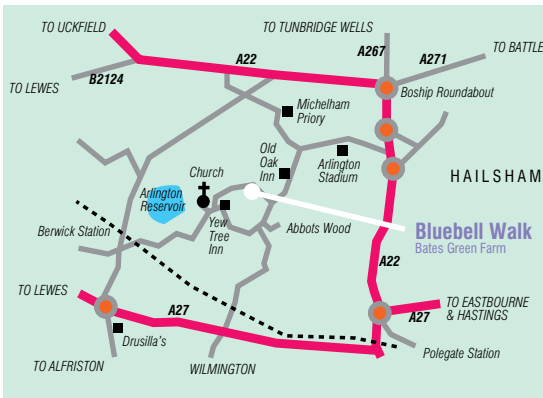 TO UCKFIELD
TO TUNBRIDGE WELLS
A267
A271
TO BATTLE
A22
B2124
TO LEWES
Boship Roundabout
Michelham
Priory
Old
Oak
Inn
Arlington
Stadium
Church
HAILSHAM
Arlington
Reservoir
Yew
Tree
Inn
Abbots Wood
Berwick Station
Bluebell Walk
Bates Green Farm
A22
TO LEWES
A27
TO EASTBOURNE
& HASTINGS
A27
Drusilla's
Polegate Station
TO ALFRISTON
WILMINGTON